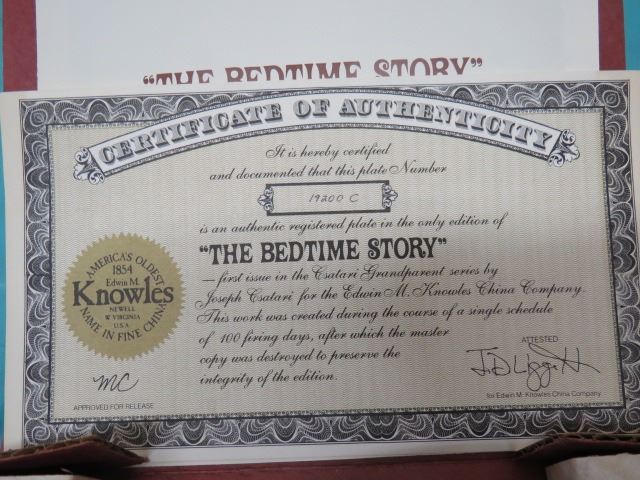 "THE BEDTIME STORY"
CERTIFICATE OF AUTHENTICITY
It is hereby certified
and documented that this plate Number
19200 C
is an authentic registered plate in the only edition of
"THE BEDTIME STORY"
—first issue in the Csatari Grandparent series by
Joseph Csatari for the Edwin M. Knowles China Company.
This work was created during the course of a single schedule
of 100 firing days, after which the master
copy was destroyed to preserve the
integrity of the edition.
AMERICA'S OLDEST
1854
Edwin M.
Knowles
NEWELL
W VIRGINIA
U.S.A.
NAME IN FINE CHINA
MC
APPROVED FOR RELEASE
ATTESTED
for Edwin M. Knowles China Company